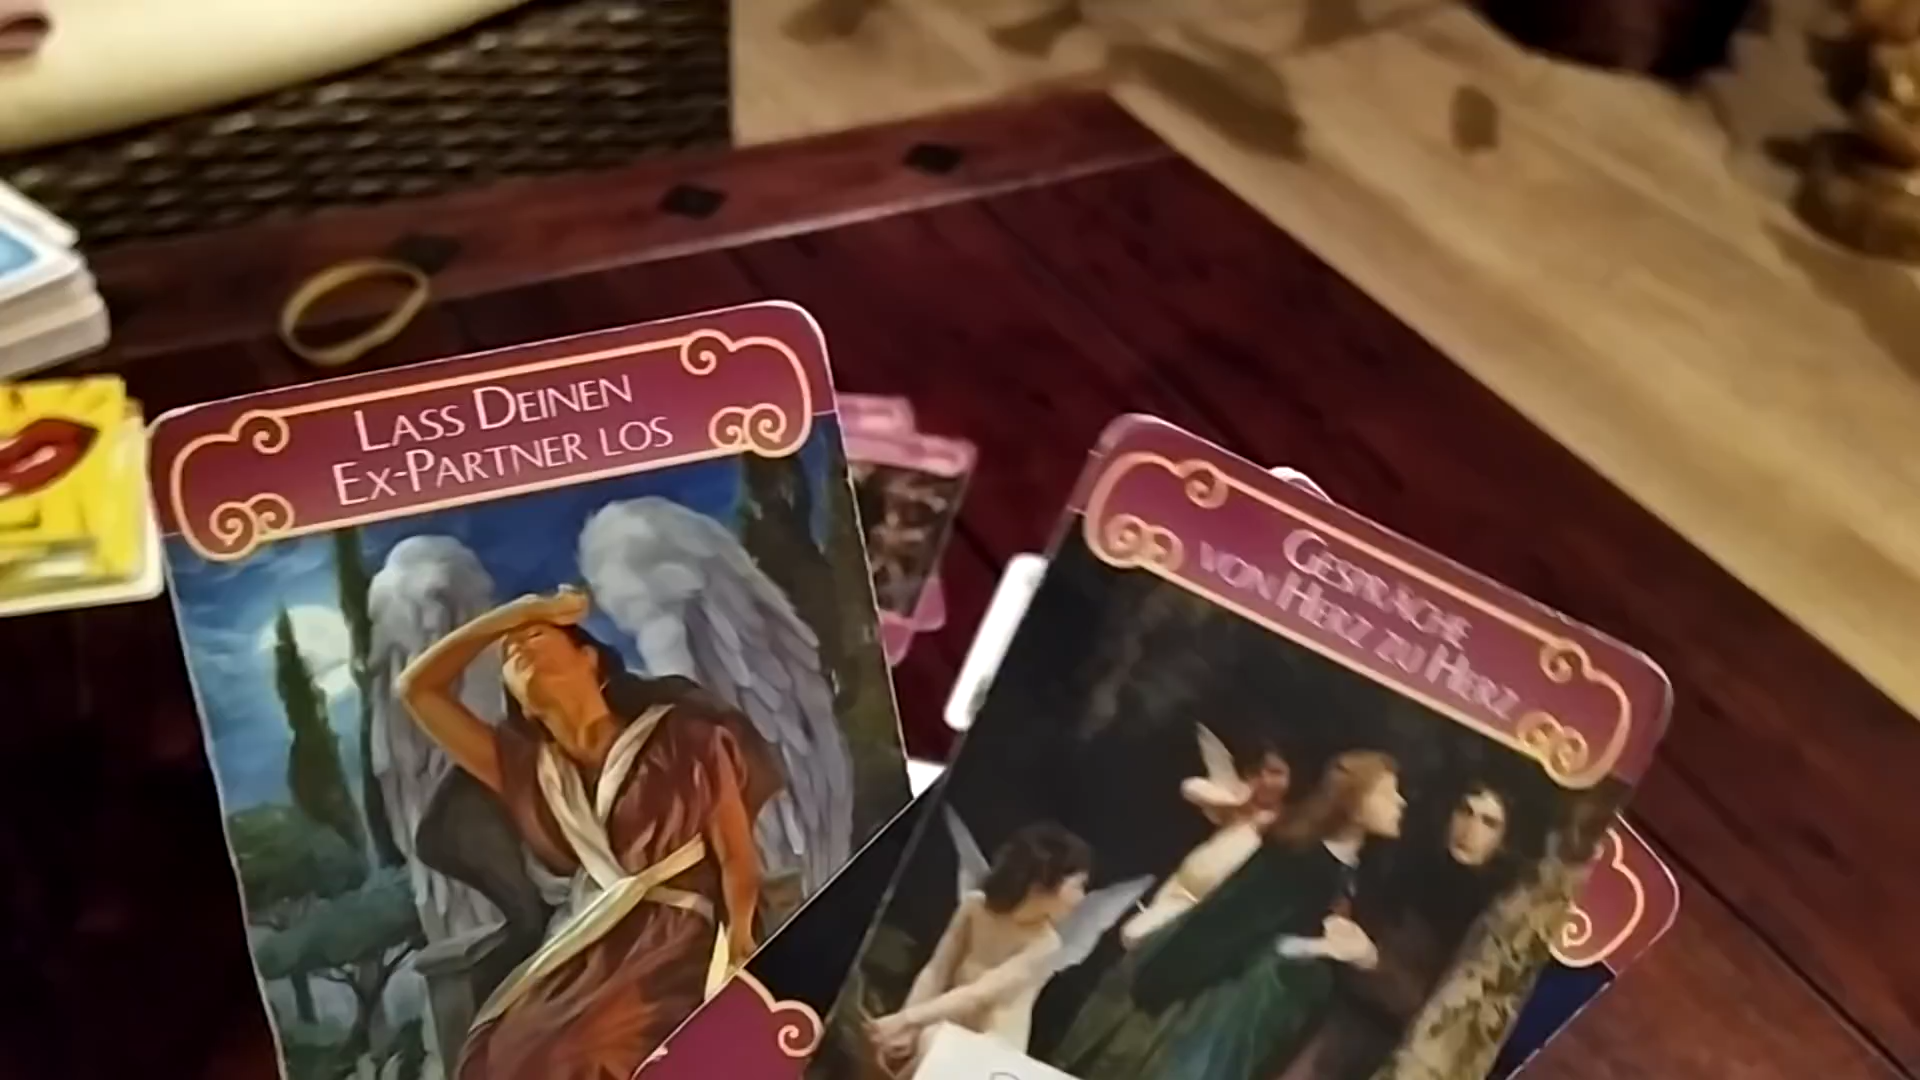 LASS DEINEN
EX-PARTNER LOS
GESPRÄCHE
VON HERZ ZU HERZ